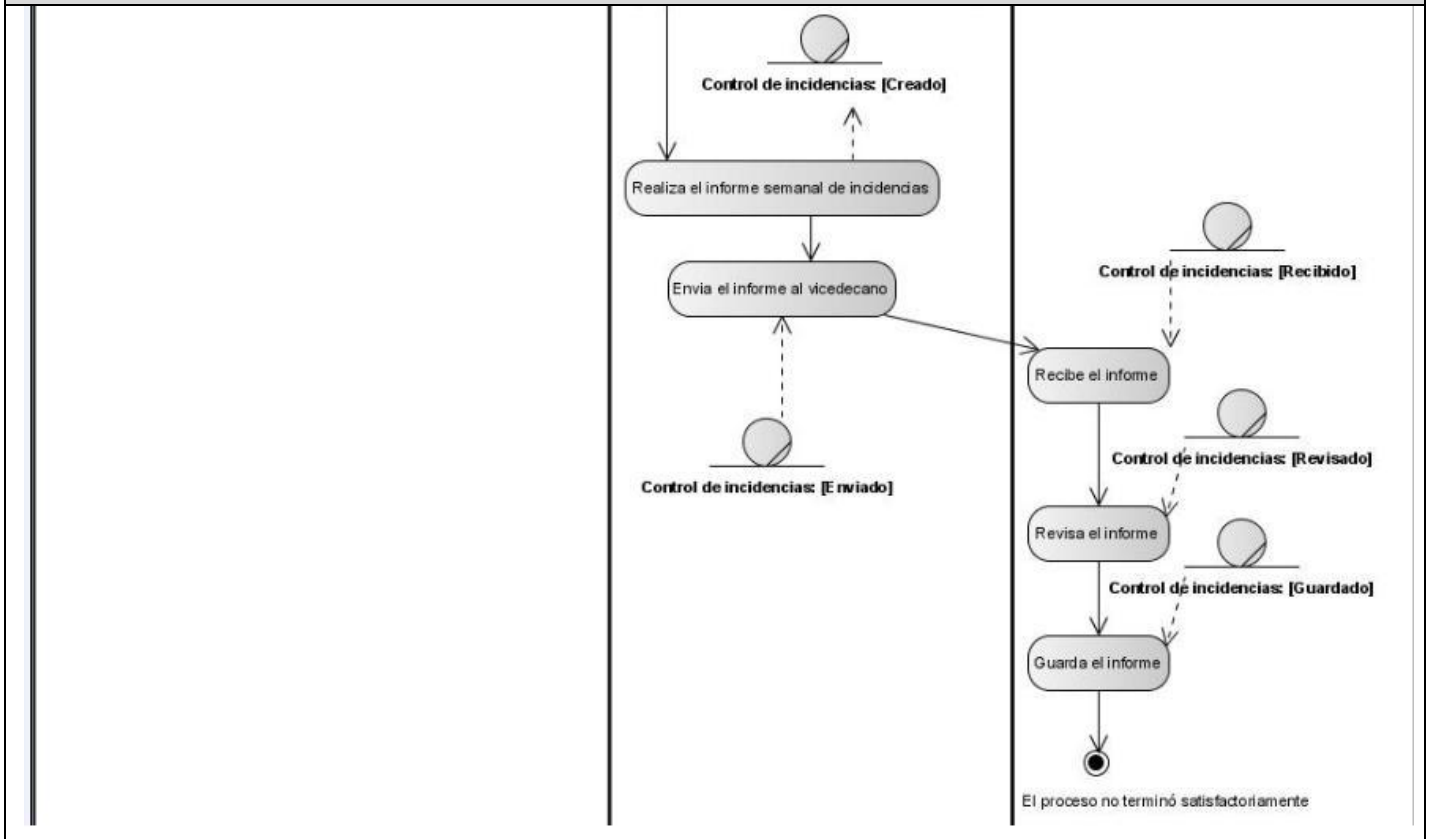 Control de incidencias: [Creado]
Realiza el informe semanal de incidencias
Envia el informe al vicedecano
Control de incidencias: [Enviado]
Control de incidencias: [Recibido]
Recibe el informe
Control de incidencias: [Revisado]
Revisa el informe
Control de incidencias: [Guardado]
Guarda el informe
El proceso no terminó satisfactoriamente